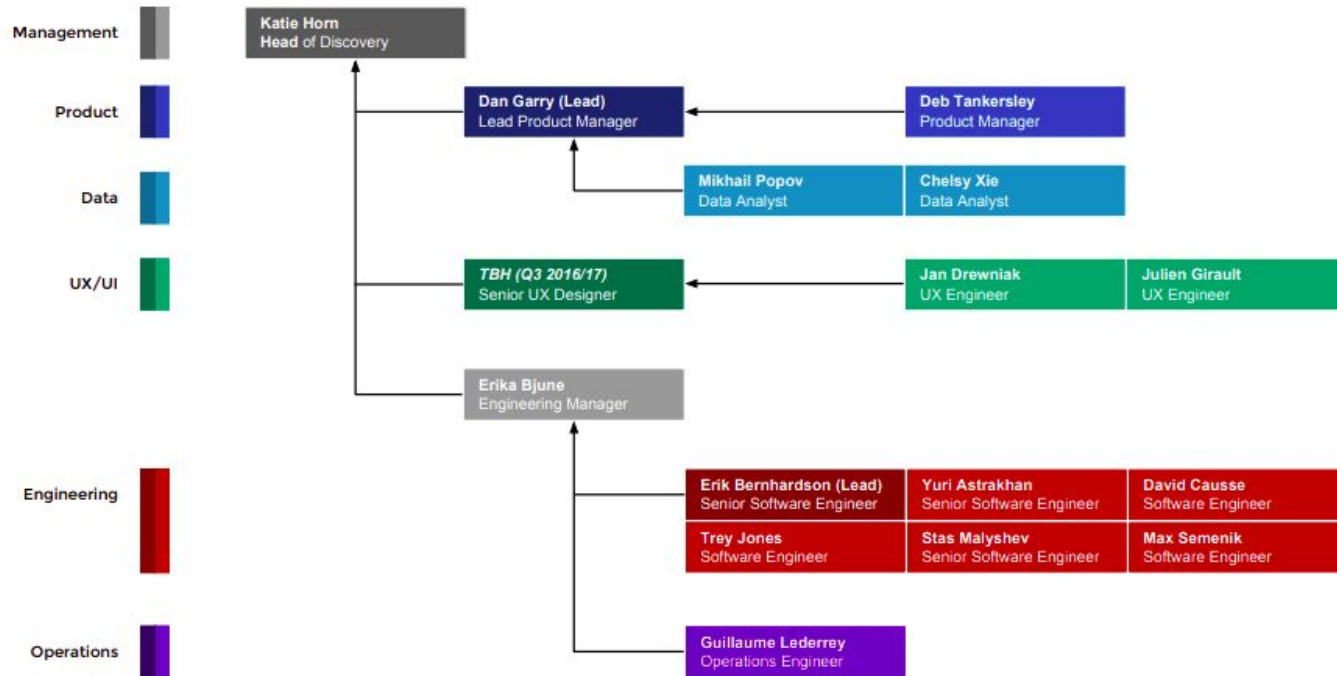 Management
Katie Horn
Head of Discovery
Product
Dan Garry (Lead)
Lead Product Manager
Deb Tankersley
Product Manager
Data
Mikhail Popov
Data Analyst
Chelsy Xie
Data Analyst
UX/UI
TBH (Q3 2016/17)
Senior UX Designer
Jan Drewniak
UX Engineer
Julien Girault
UX Engineer
Erika Bjune
Engineering Manager
Engineering
Erik Bernhardson (Lead)
Senior Software Engineer
Yuri Astrakhan
Senior Software Engineer
David Causse
Software Engineer
Trey Jones
Software Engineer
Stas Malyshev
Senior Software Engineer
Max Semenik
Software Engineer
Operations
Guillaume Lederrey
Operations Engineer